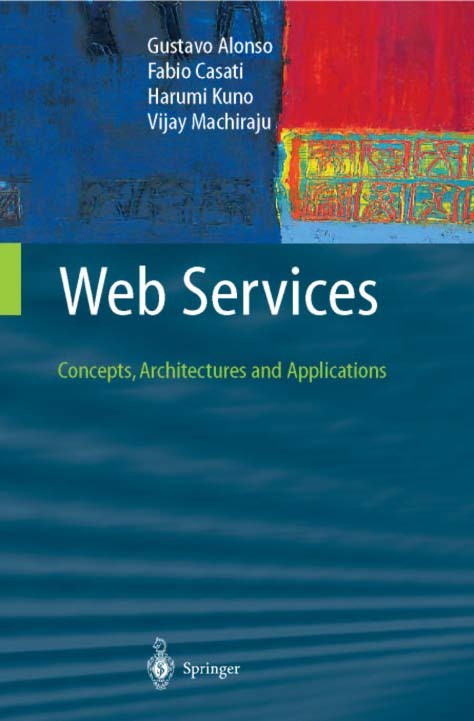 Gustavo Alonso
Fabio Casati
Harumi Kuno
Vijay Machiraju
Web Services
Concepts, Architectures and Applications
Springer